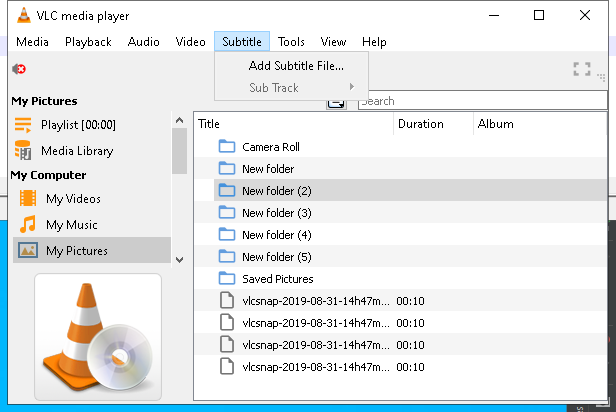 VLC media player
Media Playback Audio Video Subtitle Tools View Help
Add Subtitle File...
Sub Track
Search
My Pictures
Playlist [00:00]
Media Library
My Computer
My Videos
My Music
My Pictures
Title Duration Album
Camera Roll
New folder
New folder (2)
New folder (3)
New folder (4)
New folder (5)
Saved Pictures
vlcsnap-2019-08-31-14h47m... 00:10
vlcsnap-2019-08-31-14h47m... 00:10
vlcsnap-2019-08-31-14h47m... 00:10
vlcsnap-2019-08-31-14h47m... 00:10